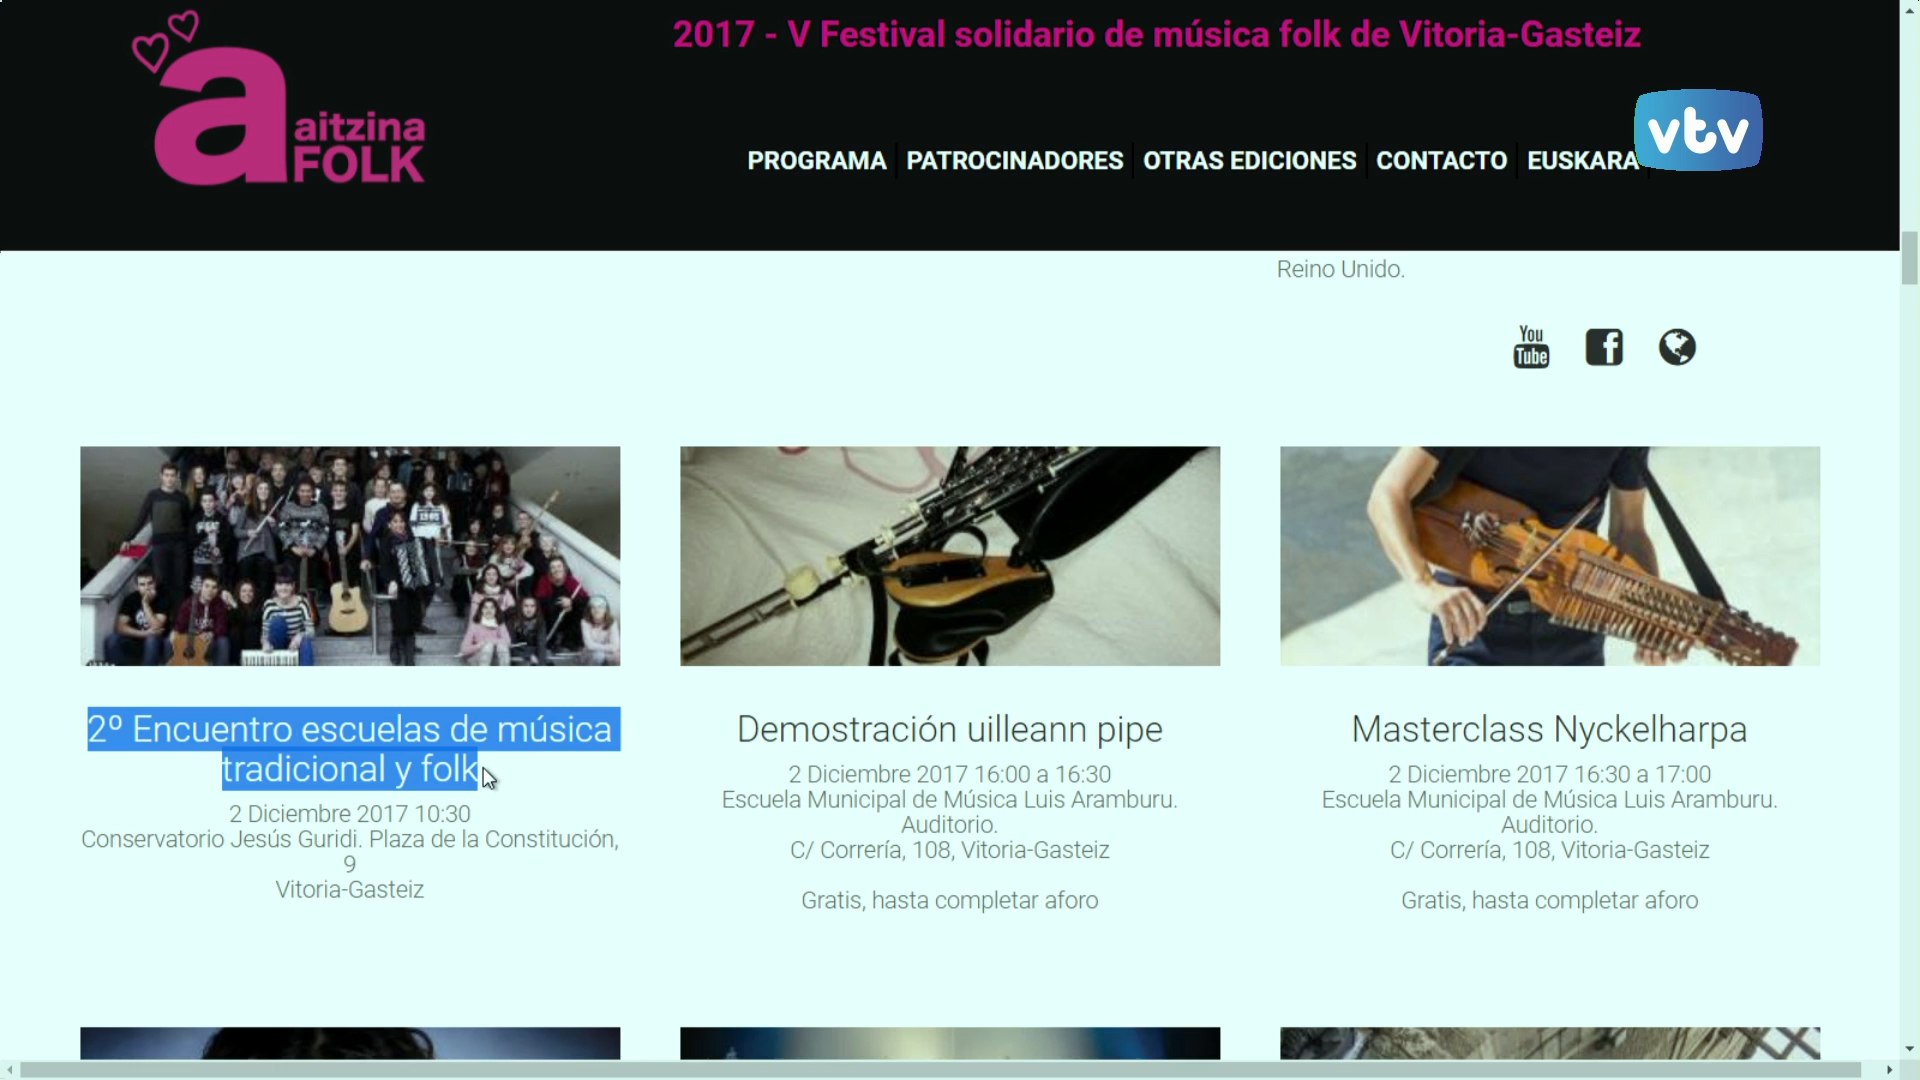 2017 - V Festival solidario de música folk de Vitoria-Gasteiz
a
aitzina
FOLK
vtv
PROGRAMA PATROCINADORES OTRAS EDICIONES CONTACTO EUSKARA
Reino Unido.
You
Tube
f
2º Encuentro escuelas de música
tradicional y folk
2 Diciembre 2017 10:30
Conservatorio Jesús Guridi. Plaza de la Constitución,
9
Vitoria-Gasteiz
Demostración uilleann pipe
2 Diciembre 2017 16:00 a 16:30
Escuela Municipal de Música Luis Aramburu.
Auditorio.
C/ Correría, 108, Vitoria-Gasteiz
Gratis, hasta completar aforo
Masterclass Nyckelharpa
2 Diciembre 2017 16:30 a 17:00
Escuela Municipal de Música Luis Aramburu.
Auditorio.
C/ Correría, 108, Vitoria-Gasteiz
Gratis, hasta completar aforo